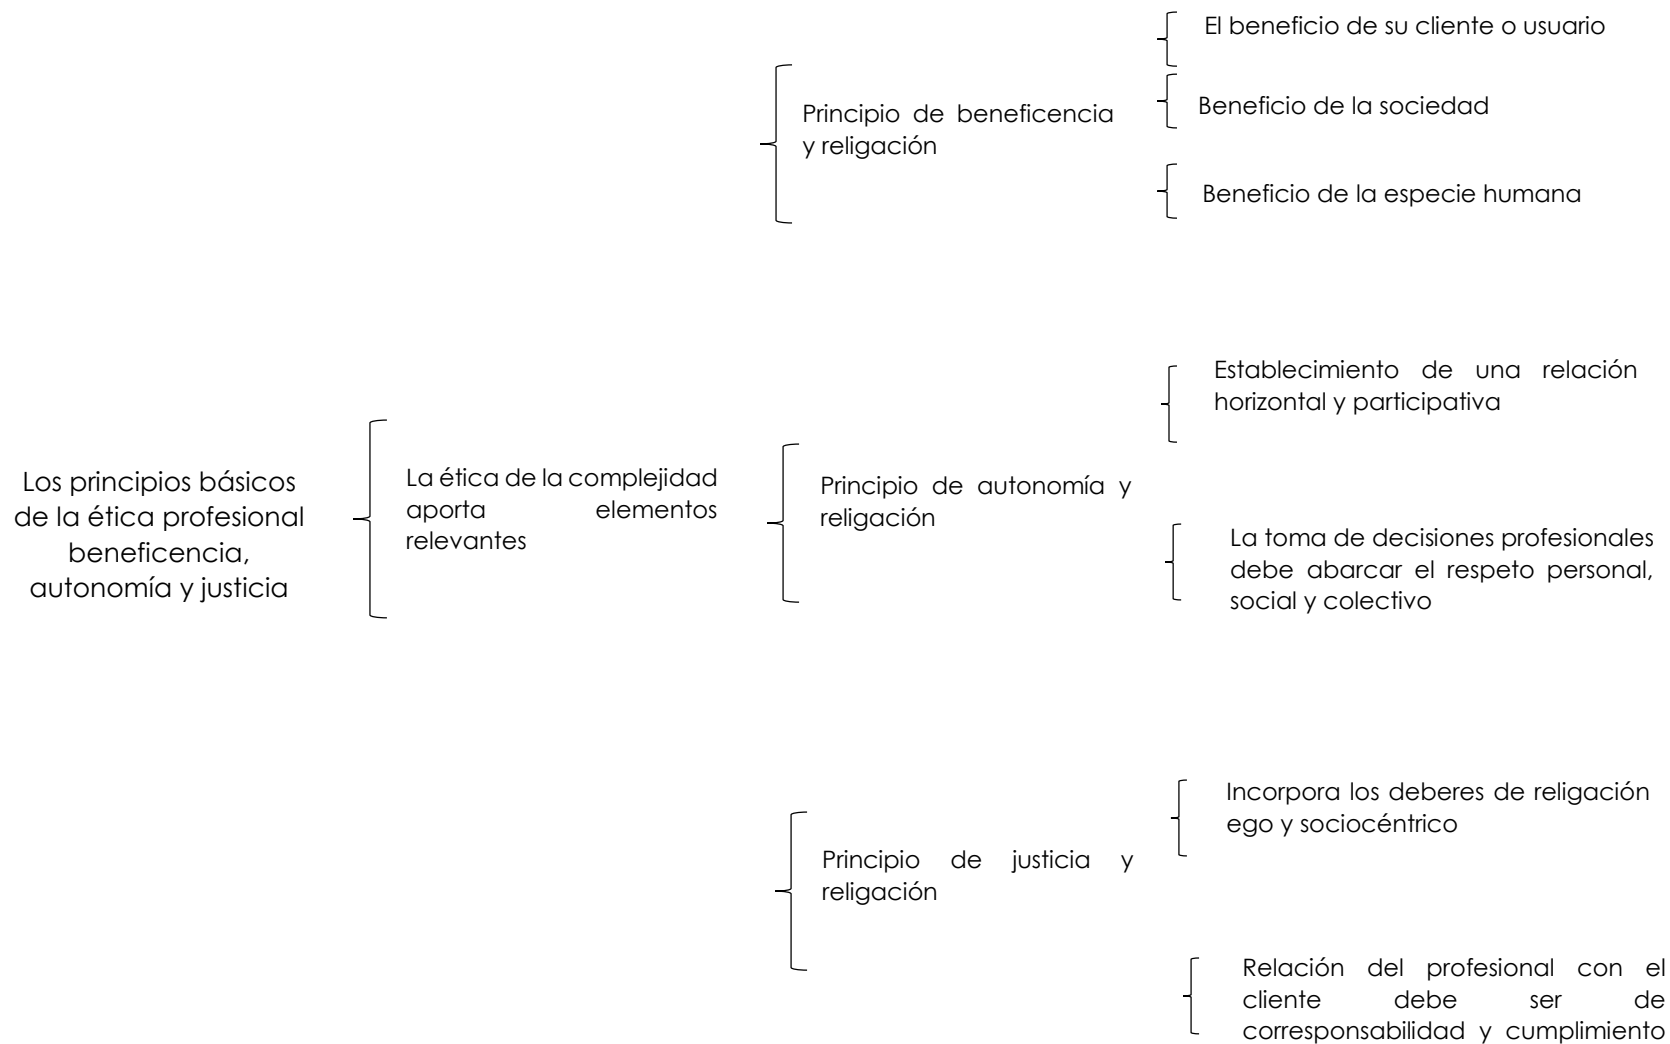 Los principios básicos
de la ética profesional
beneficencia,
autonomía y justicia
La ética de la complejidad
aporta elementos
relevantes
Principio de beneficencia
y religación
El beneficio de su cliente o usuario
Beneficio de la sociedad
Beneficio de la especie humana
Principio de autonomía y
religación
Establecimiento de una relación
horizontal y participativa
La toma de decisiones profesionales
debe abarcar el respeto personal,
social y colectivo
Principio de justicia y
religación
Incorpora los deberes de religación
ego y sociocéntrico
Relación del profesional con el
cliente debe ser de
corresponsabilidad y cumplimiento